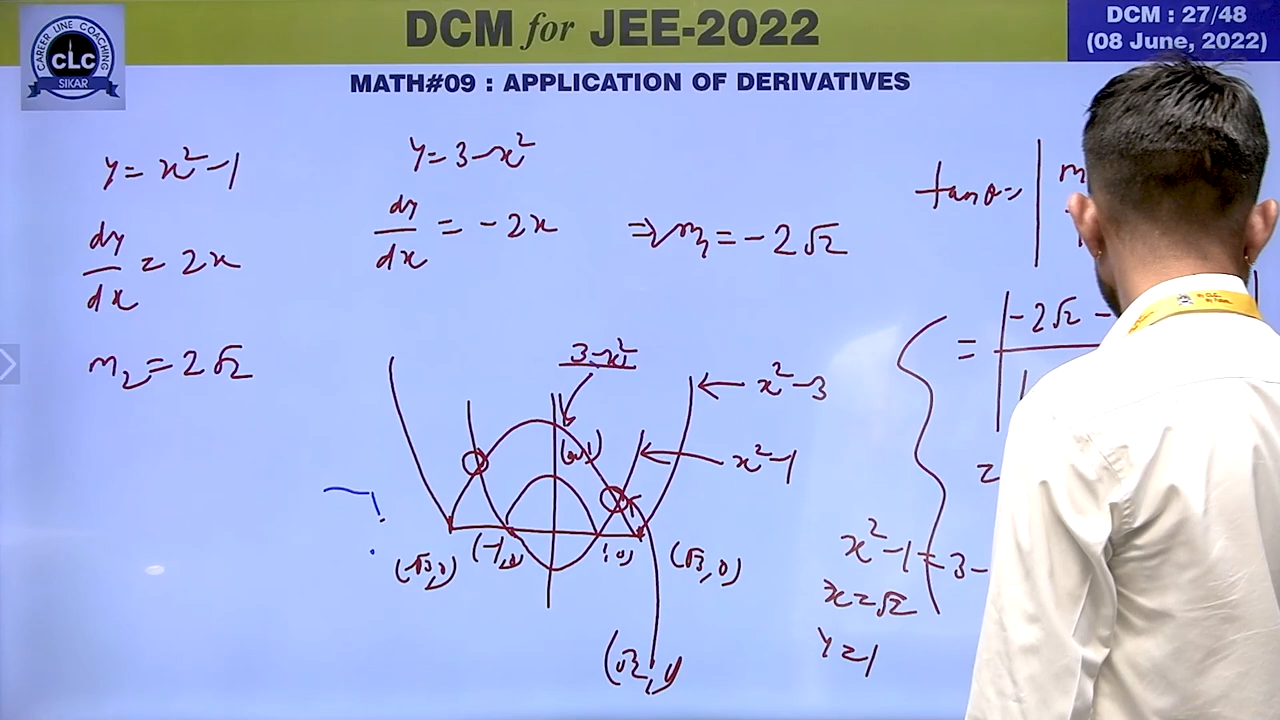 DCM for JEE-2022
DCM : 27/48
(08 June, 2022)
CAREER LINE COACHING
CLC
SIKAR
MATH#09 : APPLICATION OF DERIVATIVES
y = x² - 1
dy/dx = 2x
m₂ = 2√2
y = 3 - x²
dy/dx = -2x ⇒ m₁ = -2√2
tan θ = | m
= | -2√2 -
1
=
3 - x²
x² - 3
x² - 1
(0,1)
(-√3, 0)
(-1, 0)
(√3, 0)
(√2, 1)
x² - 1 = 3 -
x = √2
y = 1